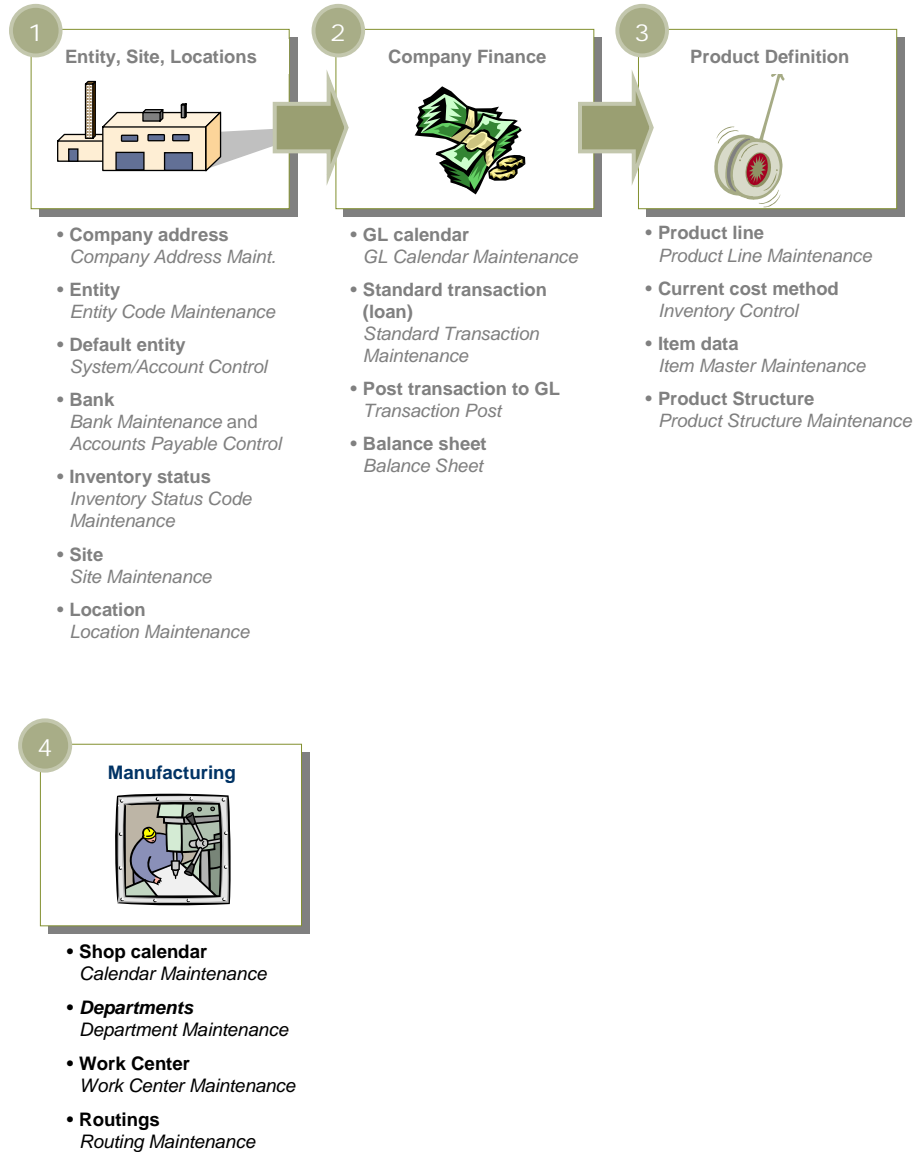 1
Entity, Site, Locations
• Company address
Company Address Maint.
• Entity
Entity Code Maintenance
• Default entity
System/Account Control
• Bank
Bank Maintenance and
Accounts Payable Control
• Inventory status
Inventory Status Code
Maintenance
• Site
Site Maintenance
• Location
Location Maintenance
2
Company Finance
• GL calendar
GL Calendar Maintenance
• Standard transaction
(loan)
Standard Transaction
Maintenance
• Post transaction to GL
Transaction Post
• Balance sheet
Balance Sheet
3
Product Definition
• Product line
Product Line Maintenance
• Current cost method
Inventory Control
• Item data
Item Master Maintenance
• Product Structure
Product Structure Maintenance
4
Manufacturing
• Shop calendar
Calendar Maintenance
• Departments
Department Maintenance
• Work Center
Work Center Maintenance
• Routings
Routing Maintenance